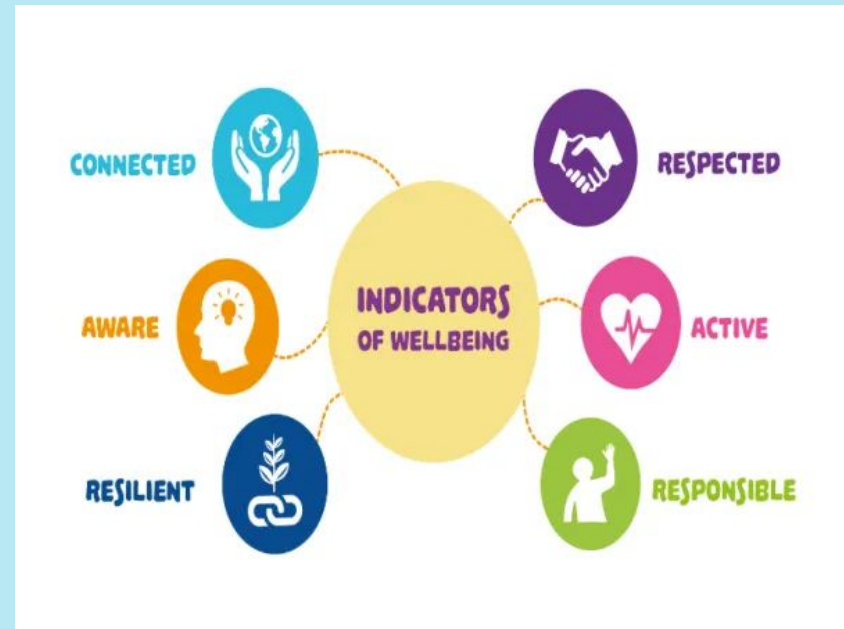 CONNECTED
RESPECTED
INDICATORS
OF WELLBEING
AWARE
ACTIVE
RESILIENT
RESPONSIBLE